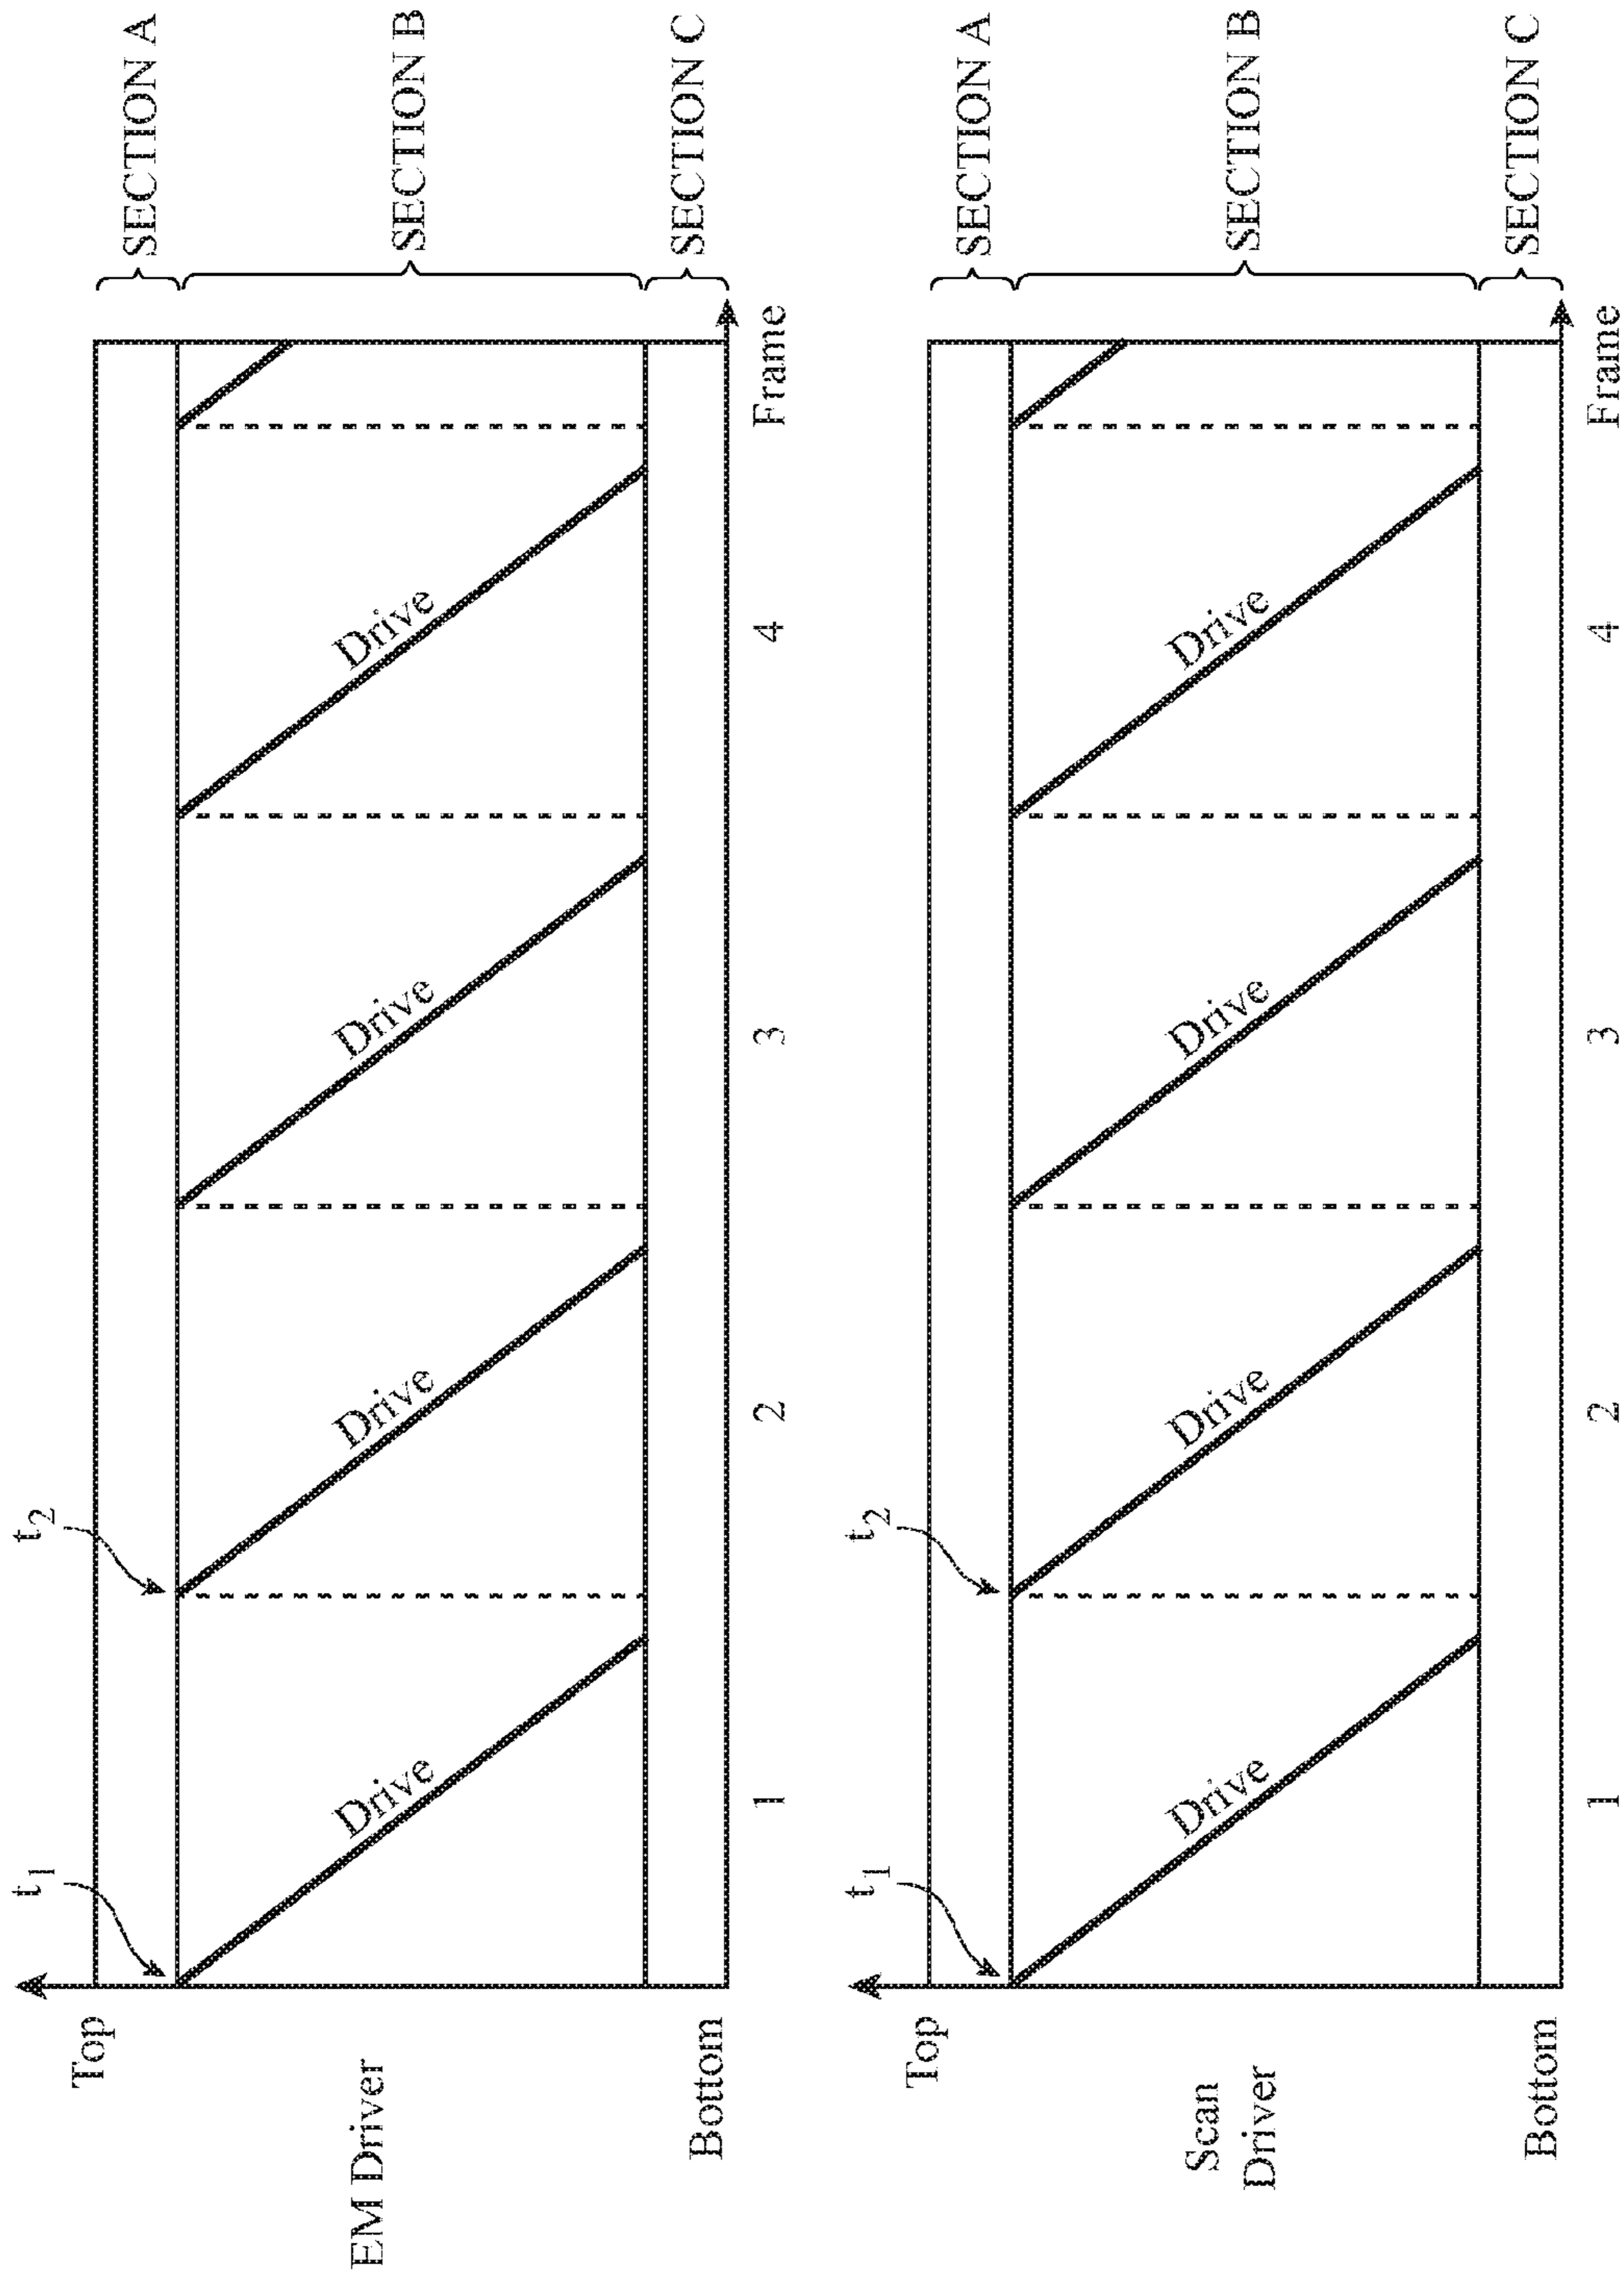 t1
t2
Top
SECTION A
EM Driver
Drive
Drive
Drive
Drive
SECTION B
Bottom
SECTION C
1
2
3
4
Frame
t1
t2
Top
SECTION A
Scan
Driver
Drive
Drive
Drive
Drive
SECTION B
Bottom
SECTION C
1
2
3
4
Frame